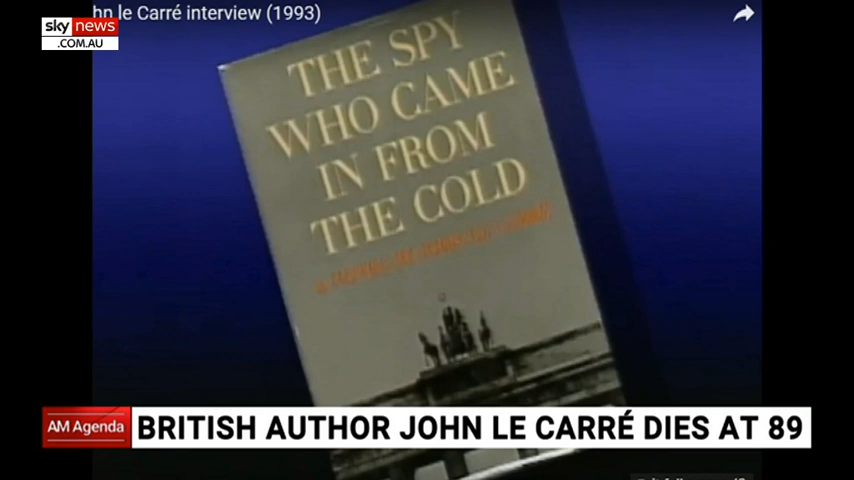 hn le Carré interview (1993)
sky news
.COM.AU
THE SPY
WHO CAME
IN FROM
THE COLD
AM Agenda
BRITISH AUTHOR JOHN LE CARRÉ DIES AT 89